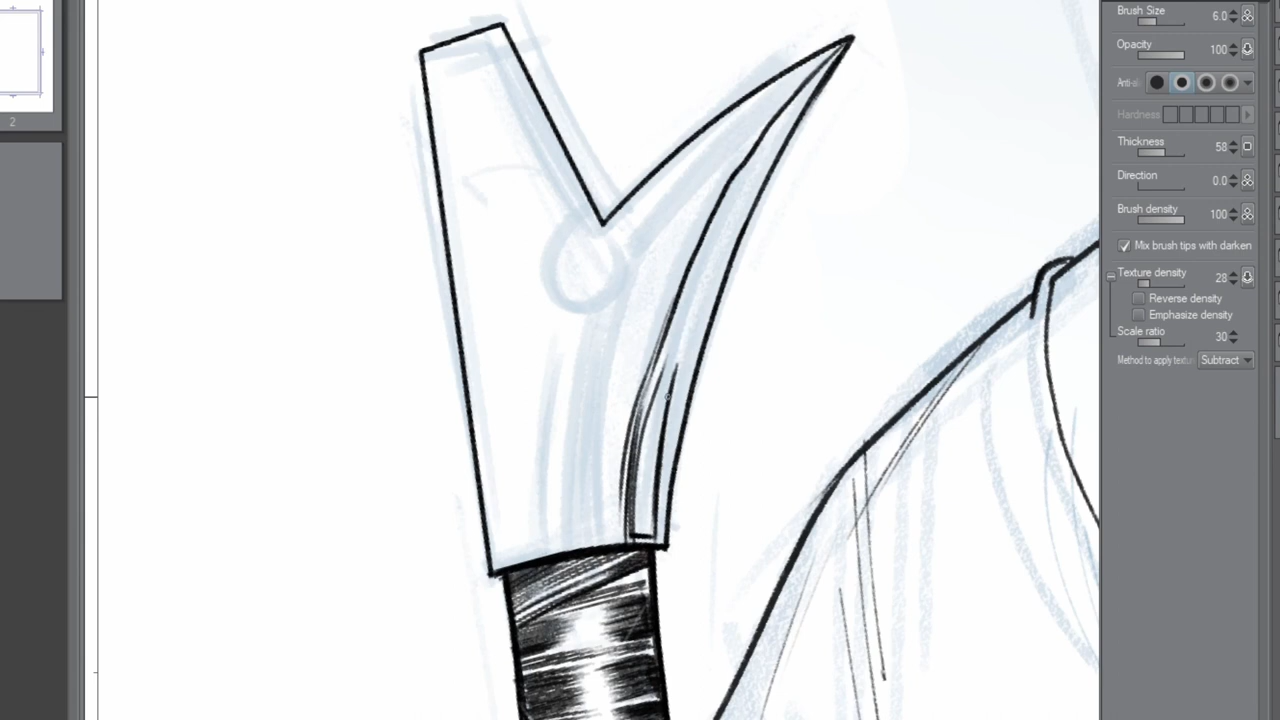 Brush Size 6.0
Opacity 100
Anti-
Hardness
Thickness 58
Direction 0.0
Brush density 100
Mix brush tips with darken
Texture density 28
Reverse density
Emphasize density
Scale ratio 30
Method to apply textu Subtract
2